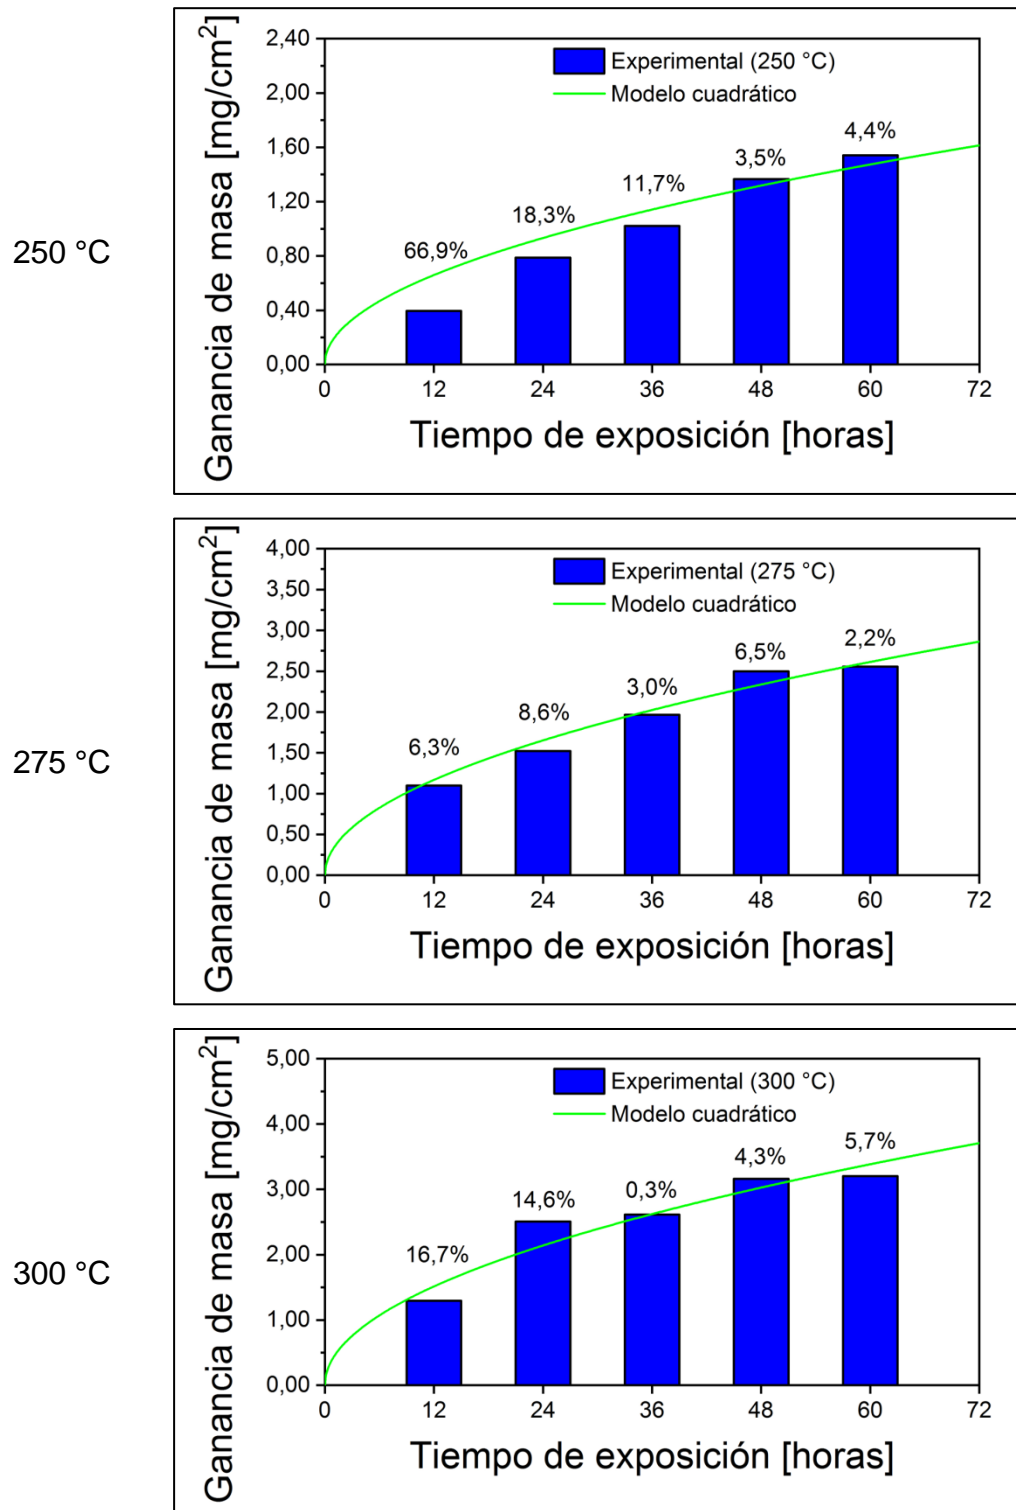 250 °C
Ganancia de masa [mg/cm²]
2,40
2,00
1,60
1,20
0,80
0,40
0,00
Experimental (250 °C)
Modelo cuadrático
66,9%
18,3%
11,7%
3,5%
4,4%
0 12 24 36 48 60 72
Tiempo de exposición [horas]
275 °C
Ganancia de masa [mg/cm²]
4,00
3,50
3,00
2,50
2,00
1,50
1,00
0,50
0,00
Experimental (275 °C)
Modelo cuadrático
6,3%
8,6%
3,0%
6,5%
2,2%
0 12 24 36 48 60 72
Tiempo de exposición [horas]
300 °C
Ganancia de masa [mg/cm²]
5,00
4,00
3,00
2,00
1,00
0,00
Experimental (300 °C)
Modelo cuadrático
16,7%
14,6%
0,3%
4,3%
5,7%
0 12 24 36 48 60 72
Tiempo de exposición [horas]